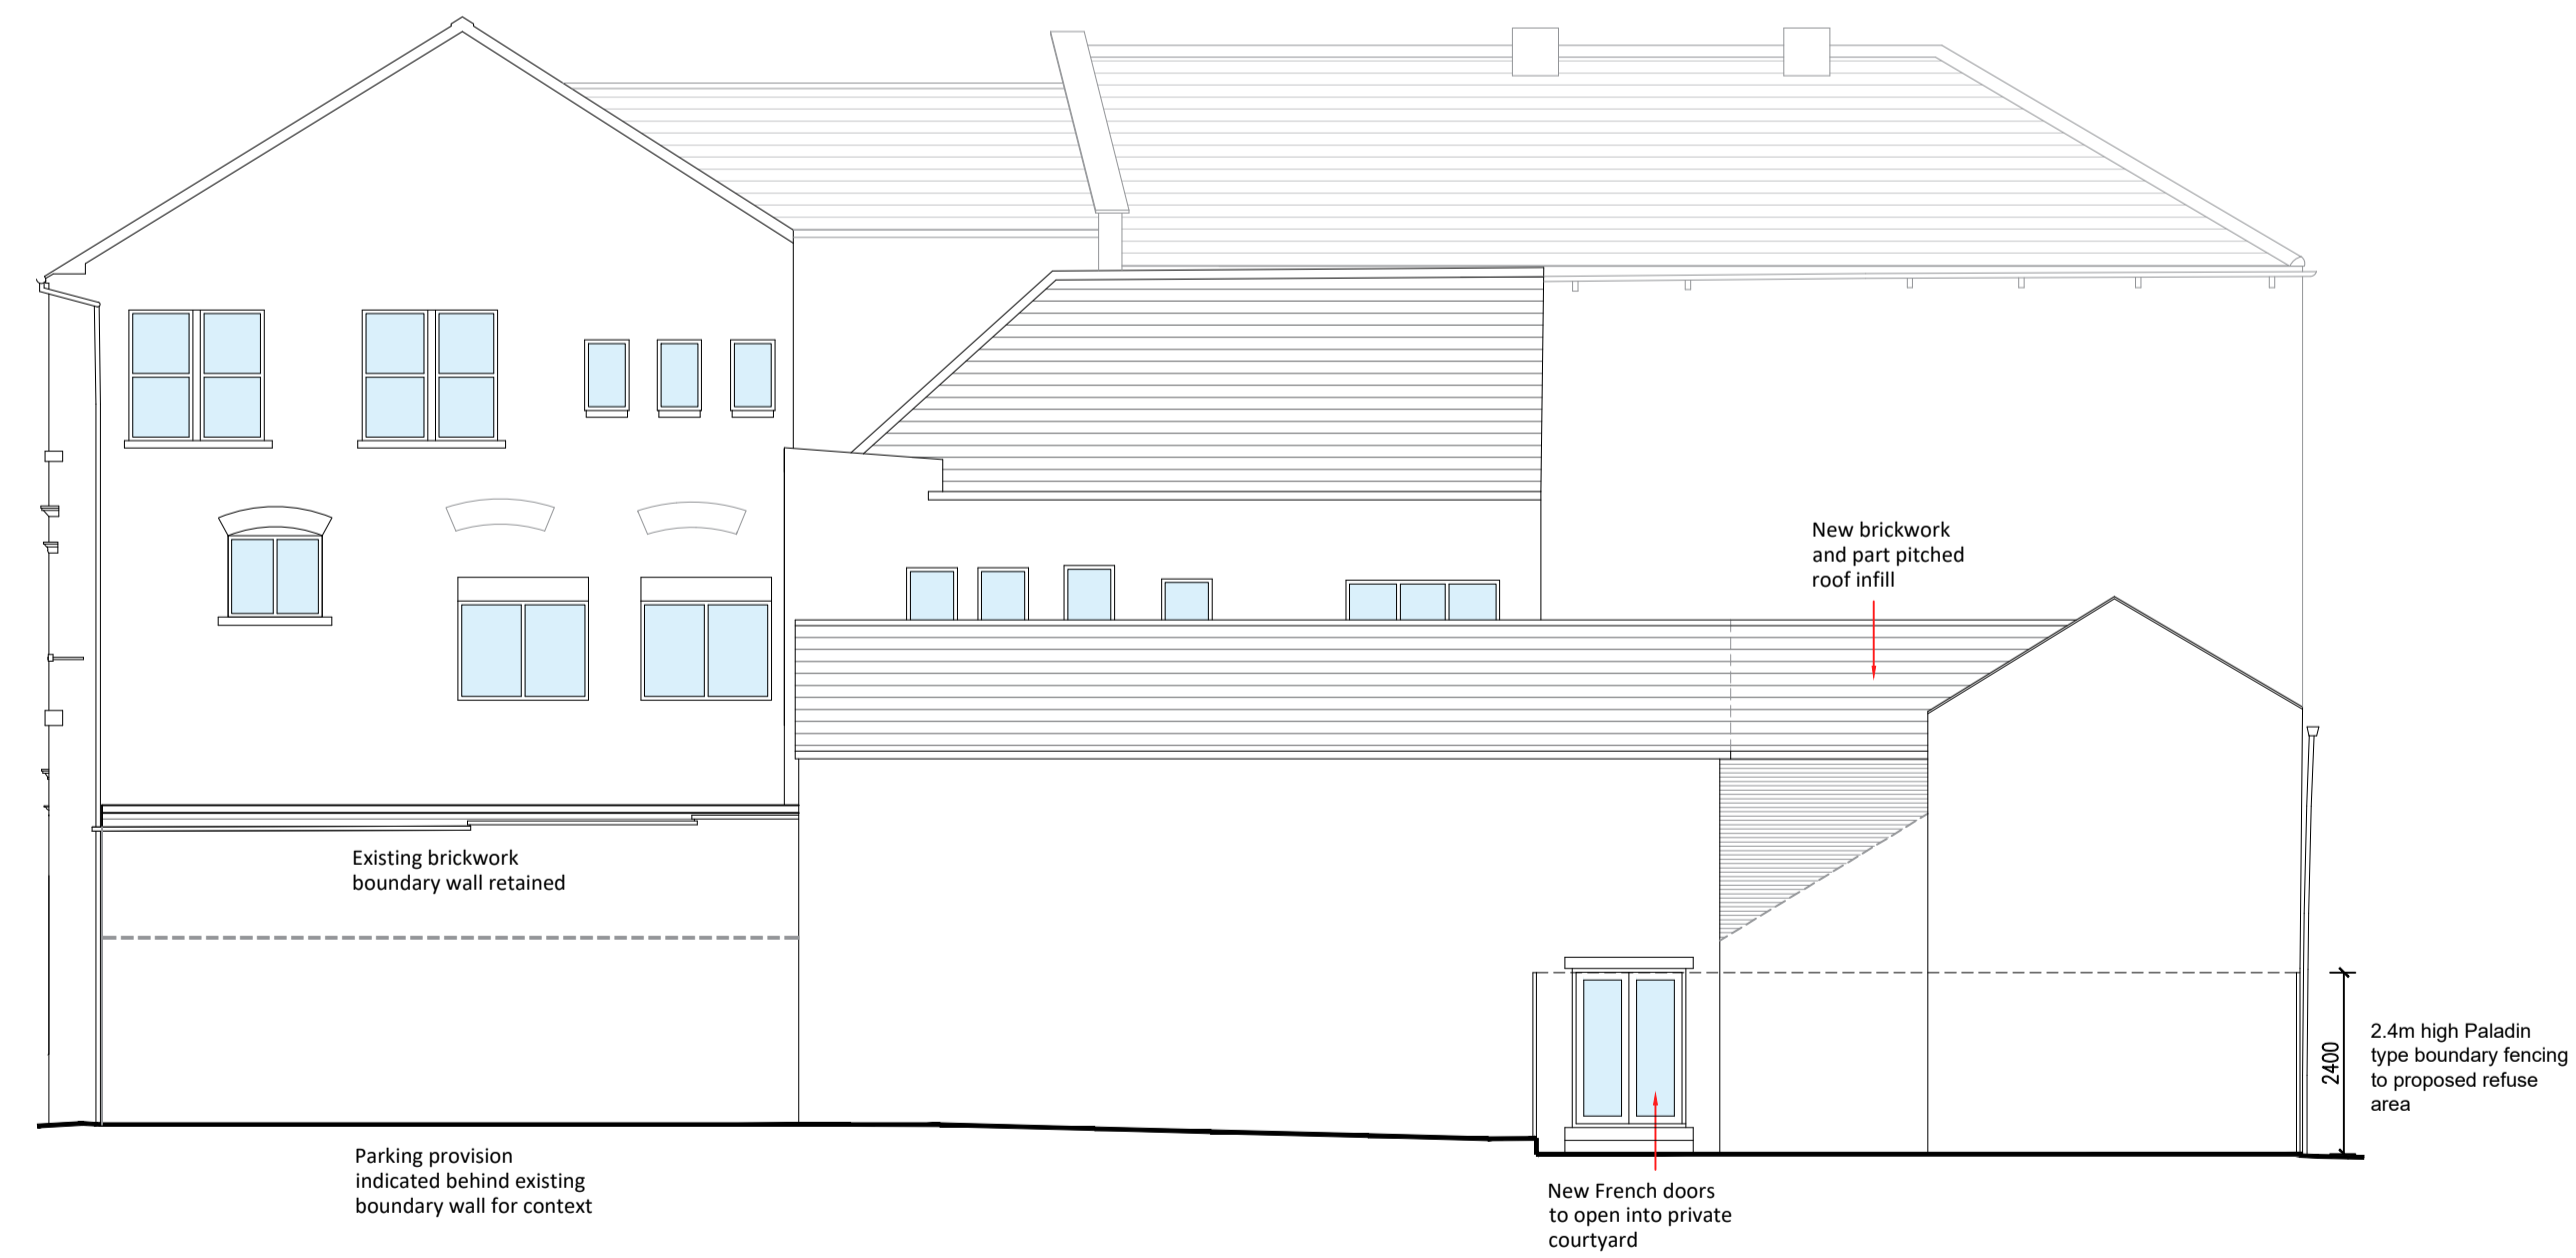 New brickwork
and part pitched
roof infill
Existing brickwork
boundary wall retained
2400
2.4m high Paladin
type boundary fencing
to proposed refuse
area
Parking provision
indicated behind existing
boundary wall for context
New French doors
to open into private
courtyard